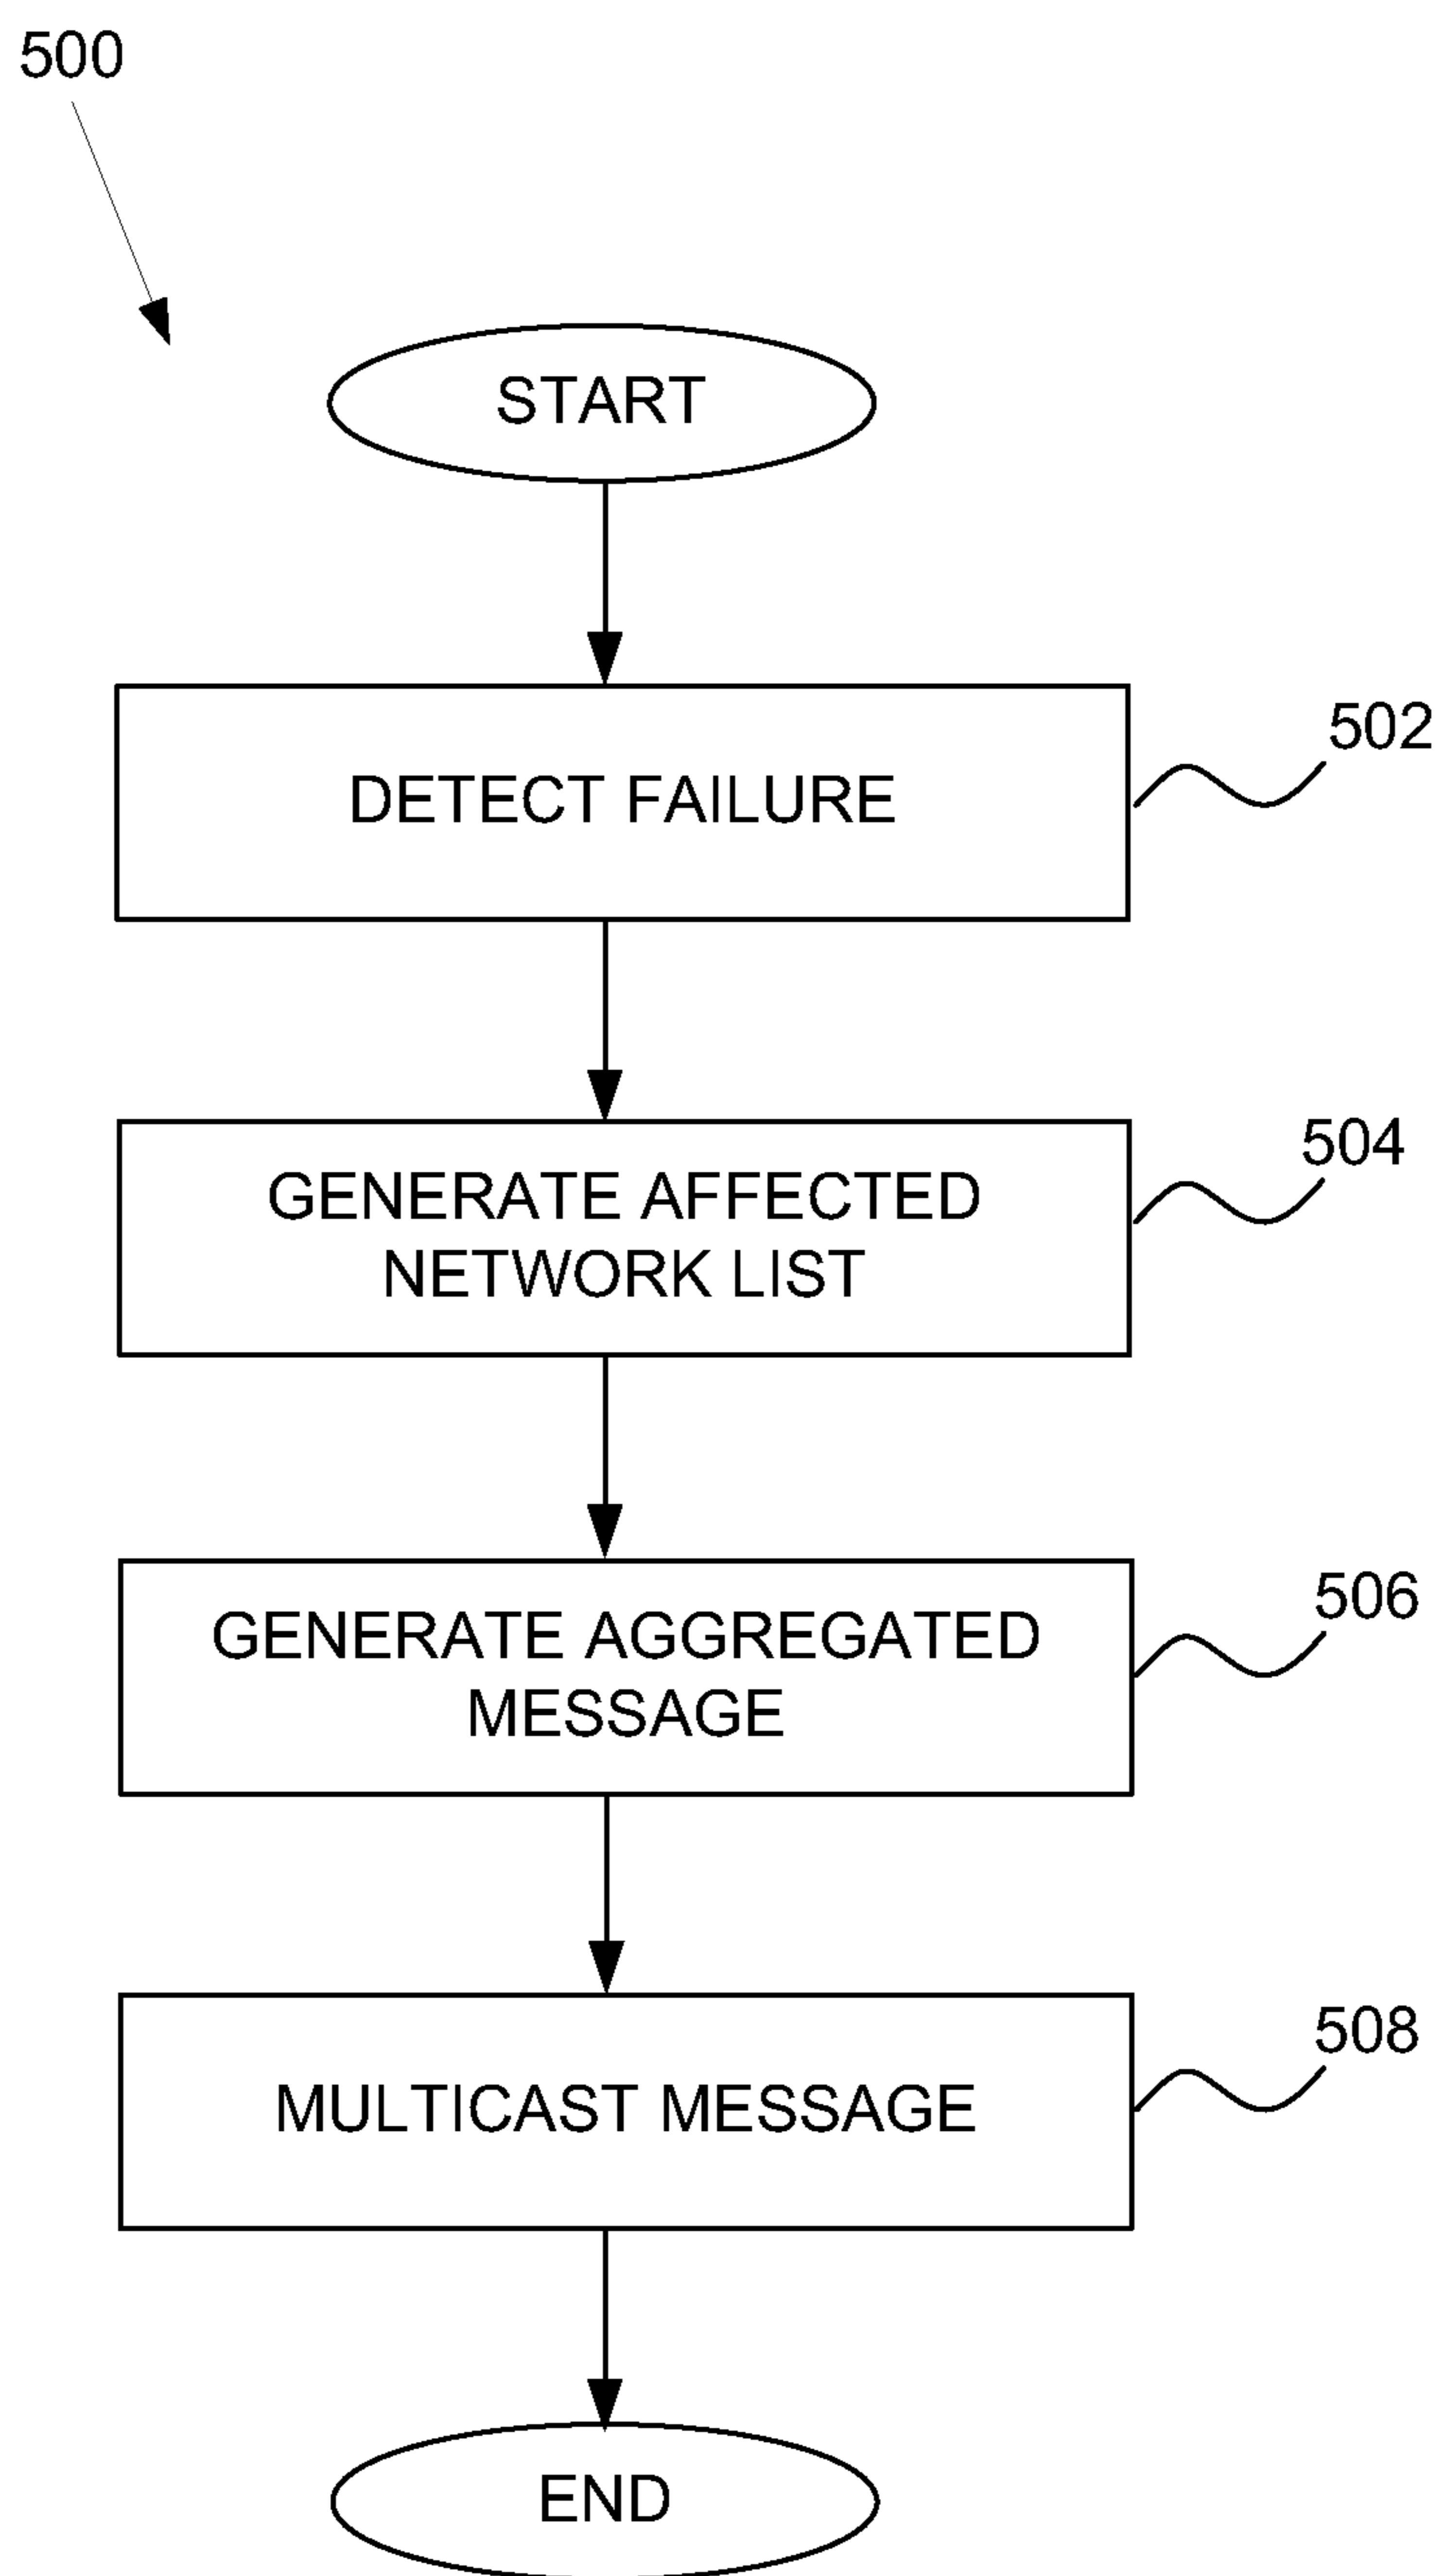 500
START
DETECT FAILURE
502
GENERATE AFFECTED
NETWORK LIST
504
GENERATE AGGREGATED
MESSAGE
506
MULTICAST MESSAGE
508
END